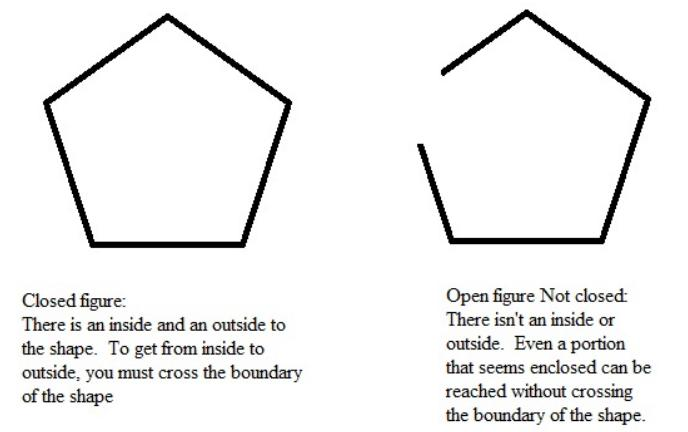 Closed figure:
There is an inside and an outside to
the shape. To get from inside to
outside, you must cross the boundary
of the shape
Open figure Not closed:
There isn't an inside or
outside. Even a portion
that seems enclosed can be
reached without crossing
the boundary of the shape.